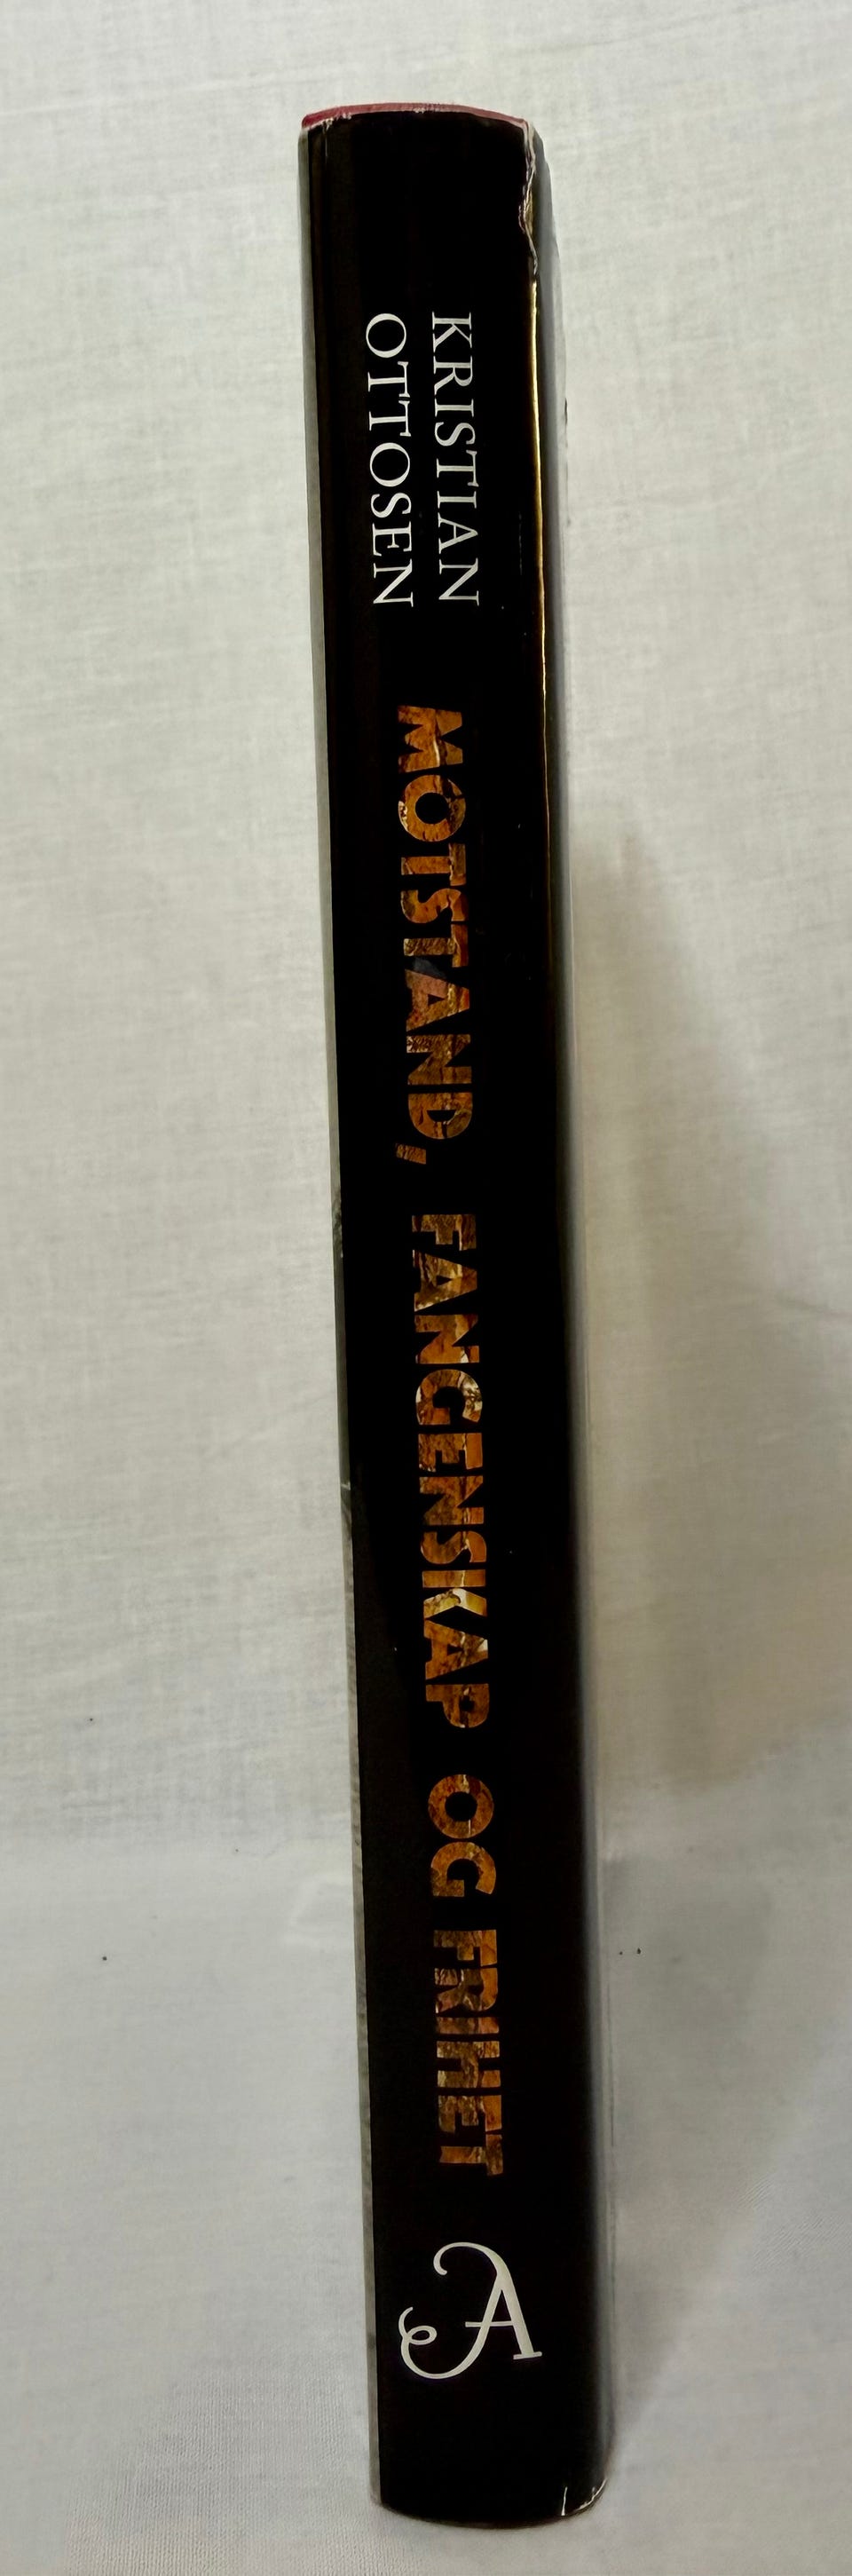 KRISTIAN
OTTOSEN
MOTSTAND, FANGENSKAP OG FRIHET
A